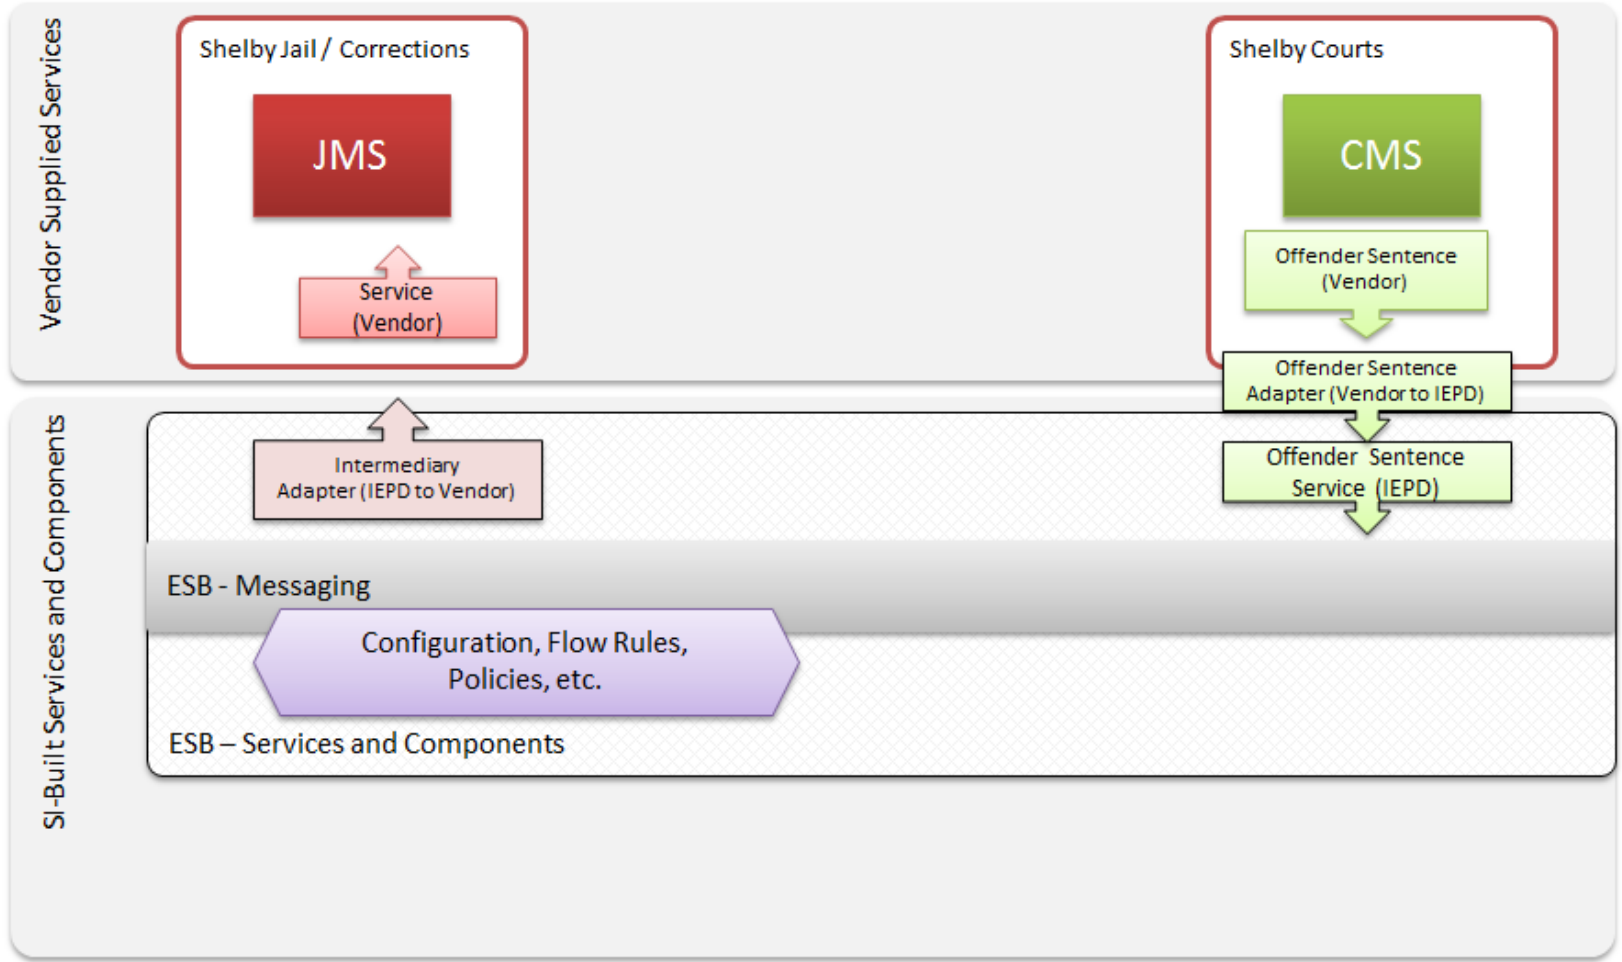 Vendor Supplied Services
Shelby Jail / Corrections
JMS
Service
(Vendor)
Shelby Courts
CMS
Offender Sentence
(Vendor)
Offender Sentence
Adapter (Vendor to IEPD)
SI-Built Services and Components
Intermediary
Adapter (IEPD to Vendor)
Offender Sentence
Service (IEPD)
ESB - Messaging
Configuration, Flow Rules,
Policies, etc.
ESB – Services and Components